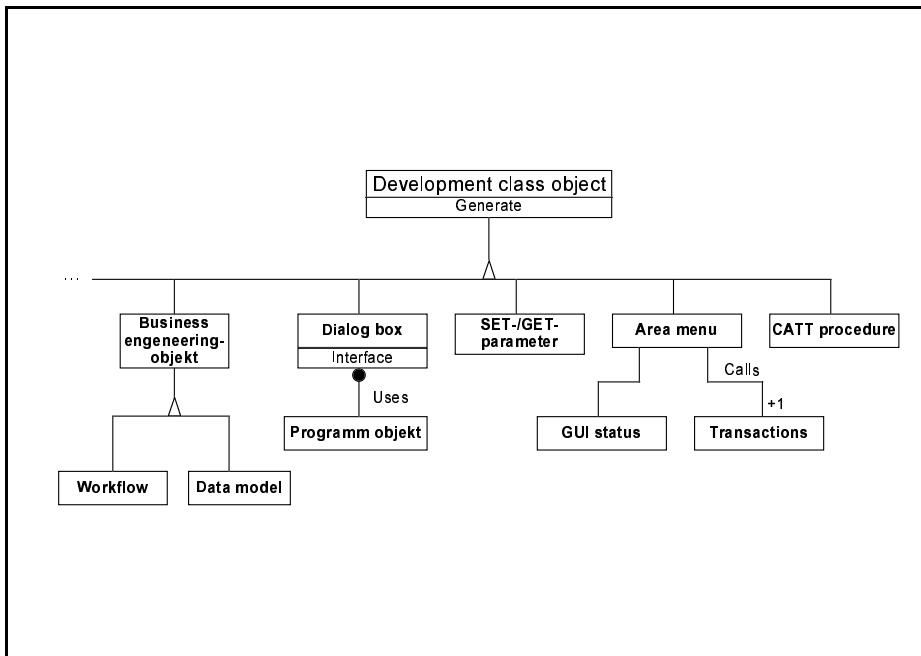 Development class object
Generate
...
Business
engeneering-
objekt
Dialog box
Interface
SET-/GET-
parameter
Area menu
CATT procedure
Uses
Calls
+1
Programm objekt
GUI status
Transactions
Workflow
Data model